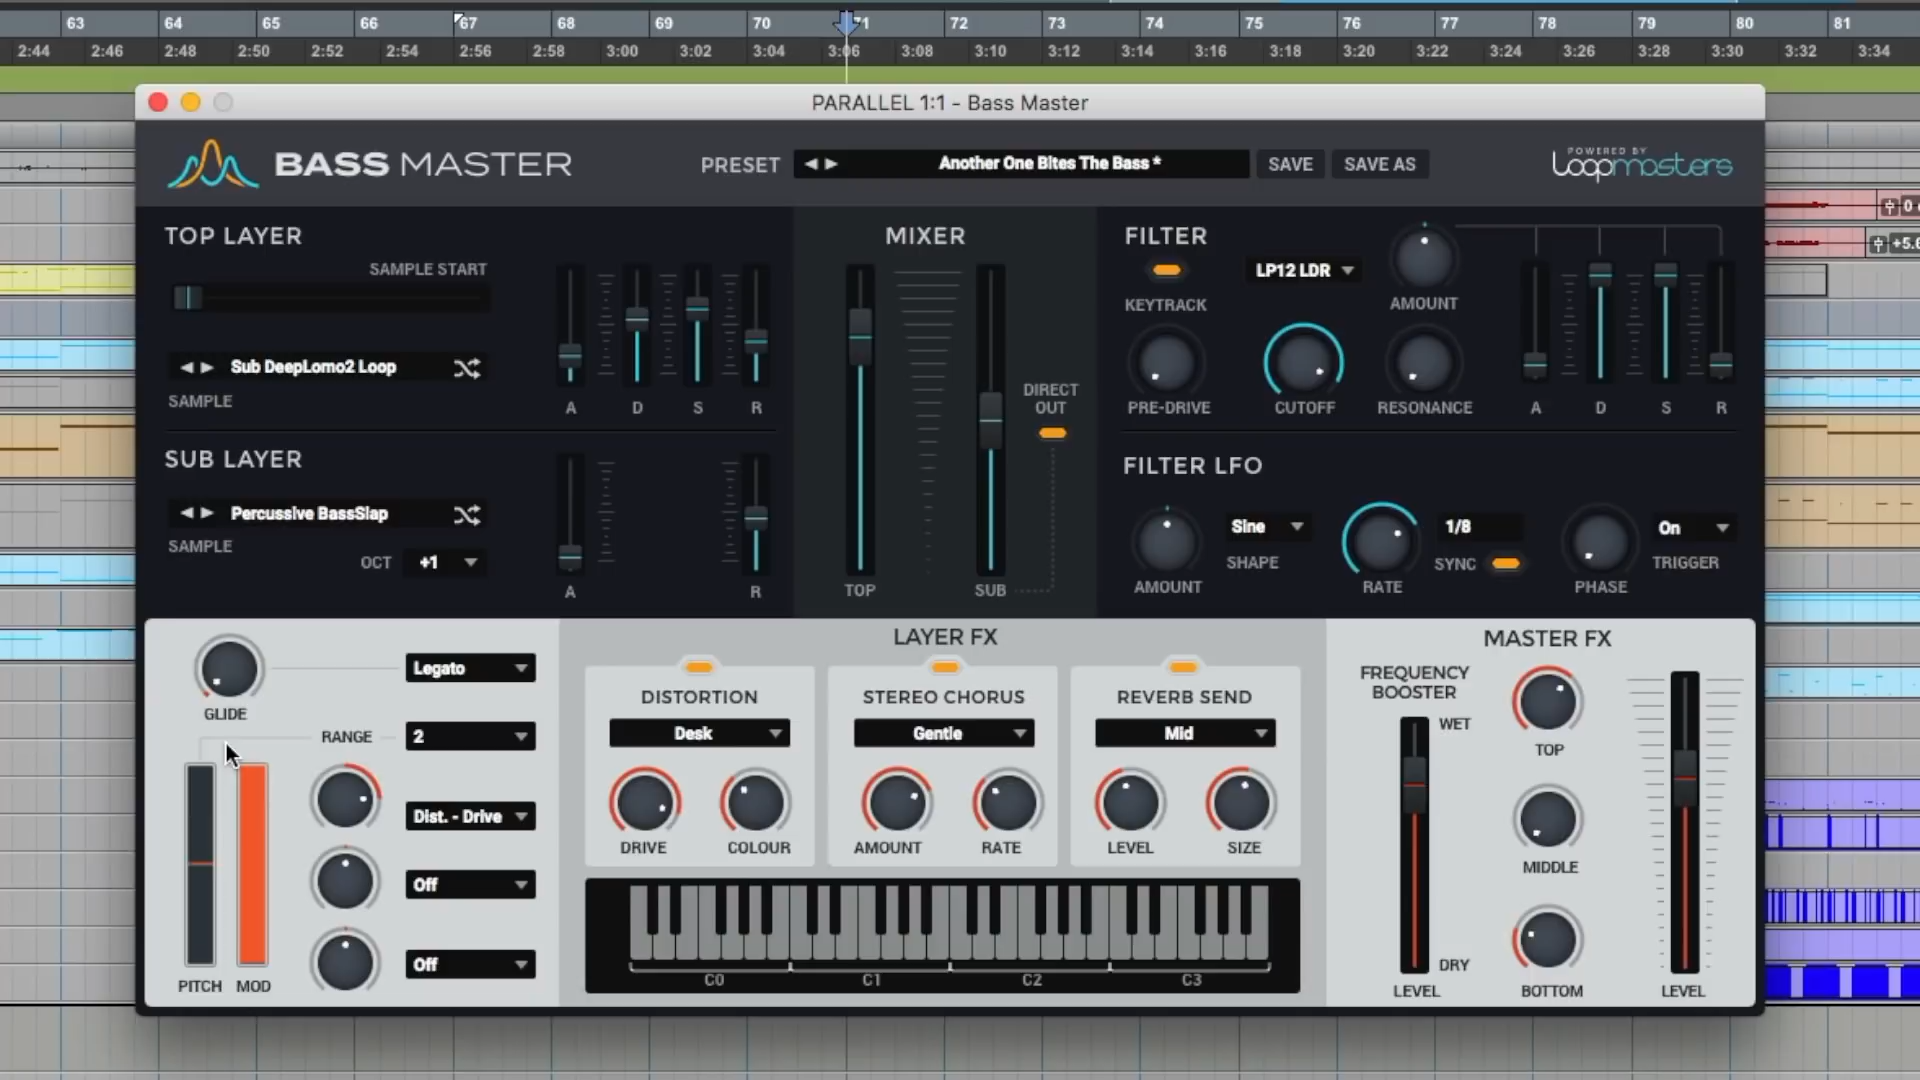 63 64 65 66 67 68 69 70 71 72 73 74 75 76 77 78 79 80 81
2:44 2:46 2:48 2:50 2:52 2:54 2:56 2:58 3:00 3:02 3:04 3:06 3:08 3:10 3:12 3:14 3:16 3:18 3:20 3:22 3:24 3:26 3:28 3:30 3:32 3:34
PARALLEL 1:1 - Bass Master
BASS MASTER
PRESET
Another One Bites The Bass *
SAVE
SAVE AS
POWERED BY
Loopmasters
TOP LAYER
SAMPLE START
Sub DeepLomo2 Loop
SAMPLE
A D S R
SUB LAYER
Percussive BassSlap
SAMPLE
OCT +1
A R
MIXER
DIRECT
OUT
TOP SUB
FILTER
KEYTRACK
LP12 LDR
AMOUNT
PRE-DRIVE CUTOFF RESONANCE
A D S R
FILTER LFO
AMOUNT
Sine
SHAPE
RATE
1/8
SYNC
PHASE
On
TRIGGER
0
+5.6
GLIDE
Legato
RANGE 2
Dist. - Drive
Off
Off
PITCH MOD
LAYER FX
DISTORTION
Desk
DRIVE COLOUR
STEREO CHORUS
Gentle
AMOUNT RATE
REVERB SEND
Mid
LEVEL SIZE
C0 C1 C2 C3
MASTER FX
FREQUENCY
BOOSTER
WET
DRY
LEVEL
TOP
MIDDLE
BOTTOM
LEVEL